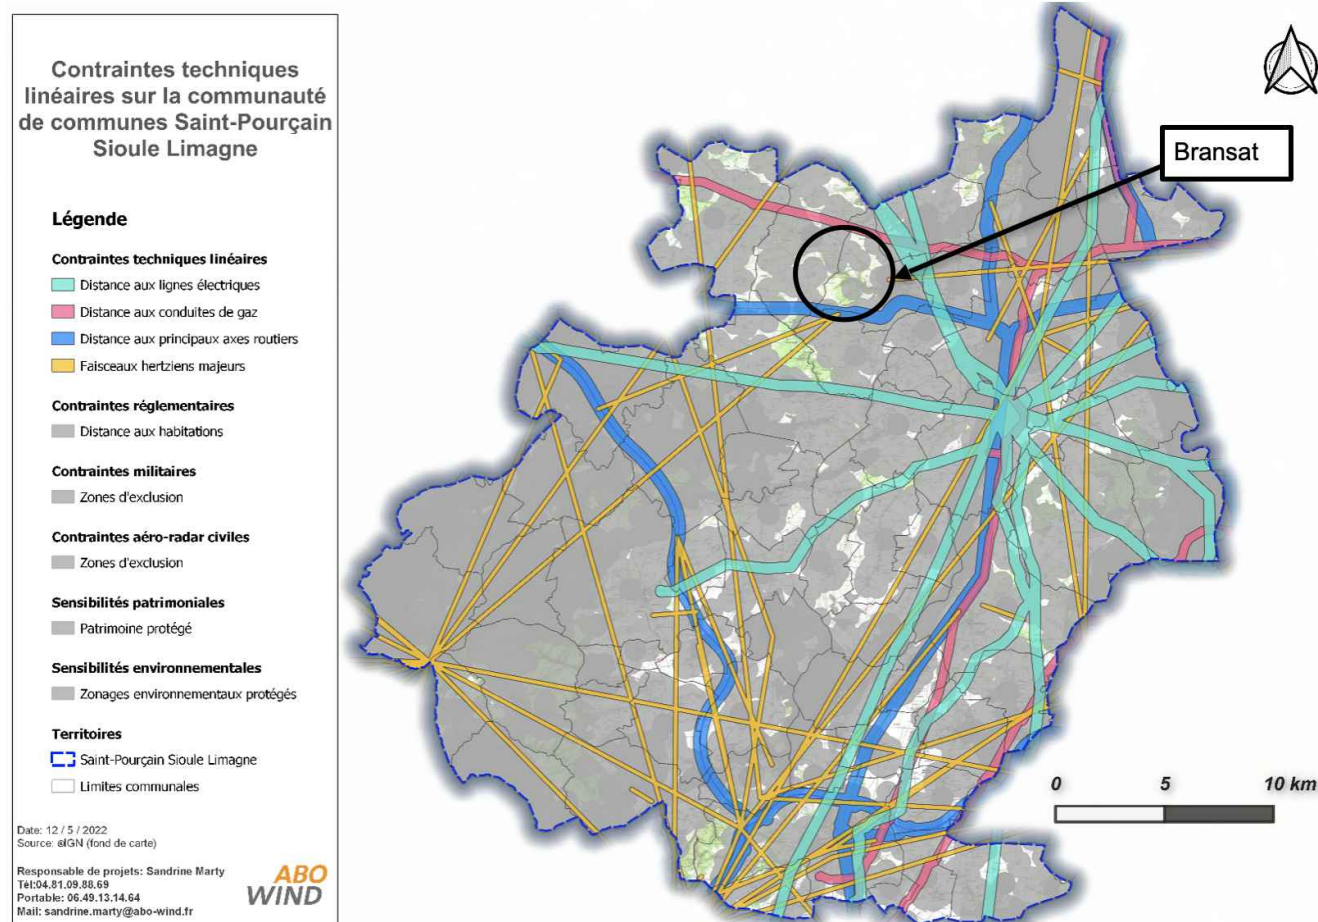 Contraintes techniques
linéaires sur la communauté
de communes Saint-Pourçain
Sioule Limagne
Légende
Contraintes techniques linéaires
Distance aux lignes électriques
Distance aux conduites de gaz
Distance aux principaux axes routiers
Faisceaux hertziens majeurs
Contraintes réglementaires
Distance aux habitations
Contraintes militaires
Zones d'exclusion
Contraintes aéro-radar civiles
Zones d'exclusion
Sensibilités patrimoniales
Patrimoine protégé
Sensibilités environnementales
Zonages environnementaux protégés
Territoires
Saint-Pourçain Sioule Limagne
Limites communales
Date: 12 / 5 / 2022
Source: ©IGN (fond de carte)
Responsable de projets: Sandrine Marty
Tél:04.81.09.88.69
Portable: 06.49.13.14.64
Mail: sandrine.marty@abo-wind.fr
ABO
WIND
Bransat
0 5 10 km